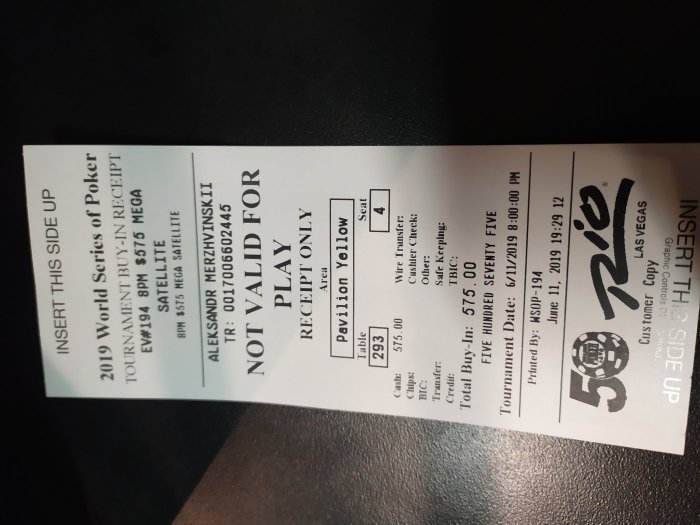 INSERT THIS SIDE UP
2019 World Series of Poker
TOURNAMENT BUY-IN RECEIPT
EV#194 8PM $575 MEGA
SATELLITE
8PM $575 MEGA SATELLITE
ALEKSANDR MERZHVINSKII
TR: 0017006602445
NOT VALID FOR
PLAY
RECEIPT ONLY
Area
Pavilion Yellow
Table Seat
293 4
Cash: 575.00 Wire Transfer:
Chips: Cashier Check:
BIC: Other:
Transfer: Safe Keeping:
Credit: TBIC:
Total Buy-In: 575.00
FIVE HUNDRED SEVENTY FIVE
Tournament Date: 6/11/2019 8:00:00 PM
Printed By: WSOP-194
June 11, 2019 19:29 12
50 Rio®
LAS VEGAS
Customer Copy
Graphic Controls
INSERT THIS SIDE UP